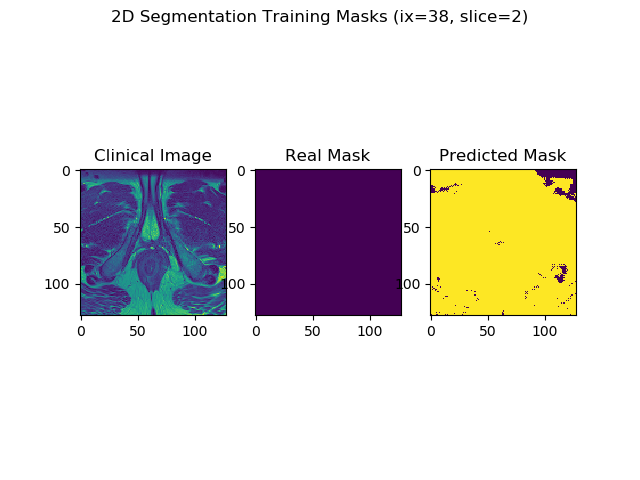 2D Segmentation Training Masks (ix=38, slice=2)
Clinical Image Real Mask Predicted Mask
0 0 0
50 50 50
100 100 100
0 50 100 0 50 100 0 50 100